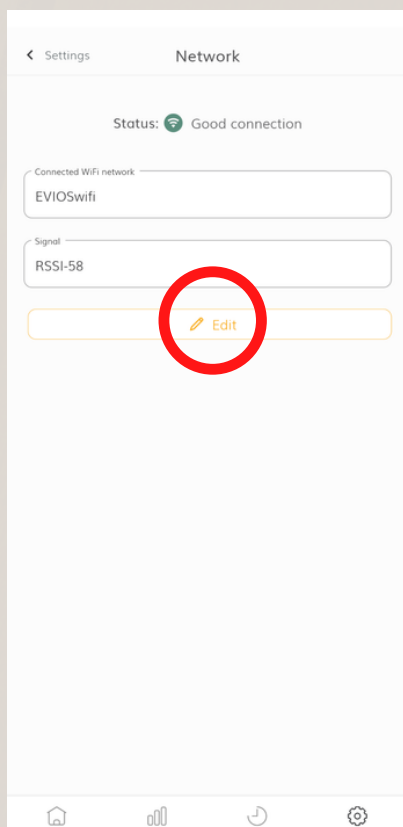 Settings
Network
Status: Good connection
Connected WiFi network
EVIOSwifi
Signal
RSSI-58
Edit